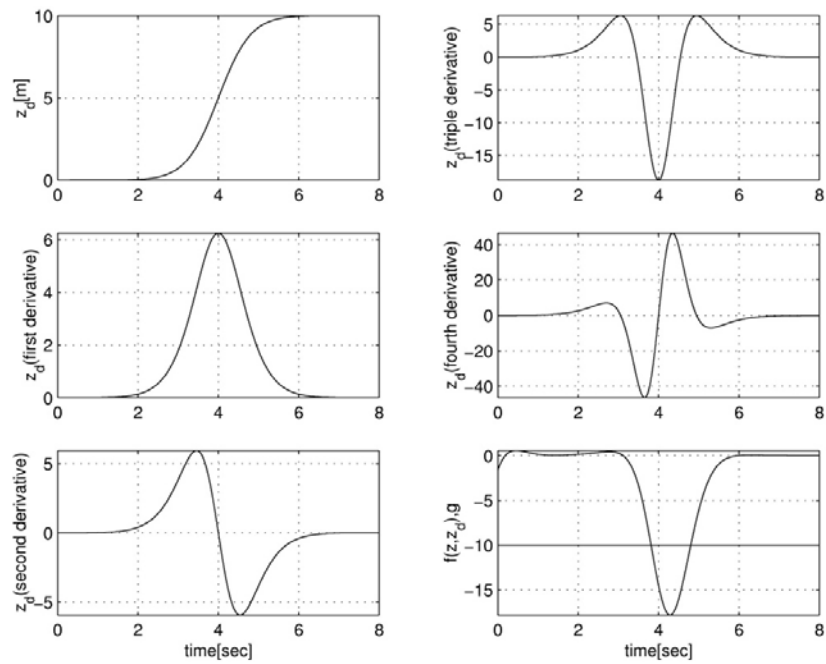 10
5
0
0 2 4 6 8
z_d[m]
5
0
−5
−10
−15
0 2 4 6 8
z_d(triple derivative)
6
4
2
0
0 2 4 6 8
z_d(first derivative)
40
20
0
−20
−40
0 2 4 6 8
z_d(fourth derivative)
5
0
−5
0 2 4 6 8
z_d(second derivative)
time[sec]
0
−5
−10
−15
0 2 4 6 8
f(z,z_d),g
time[sec]